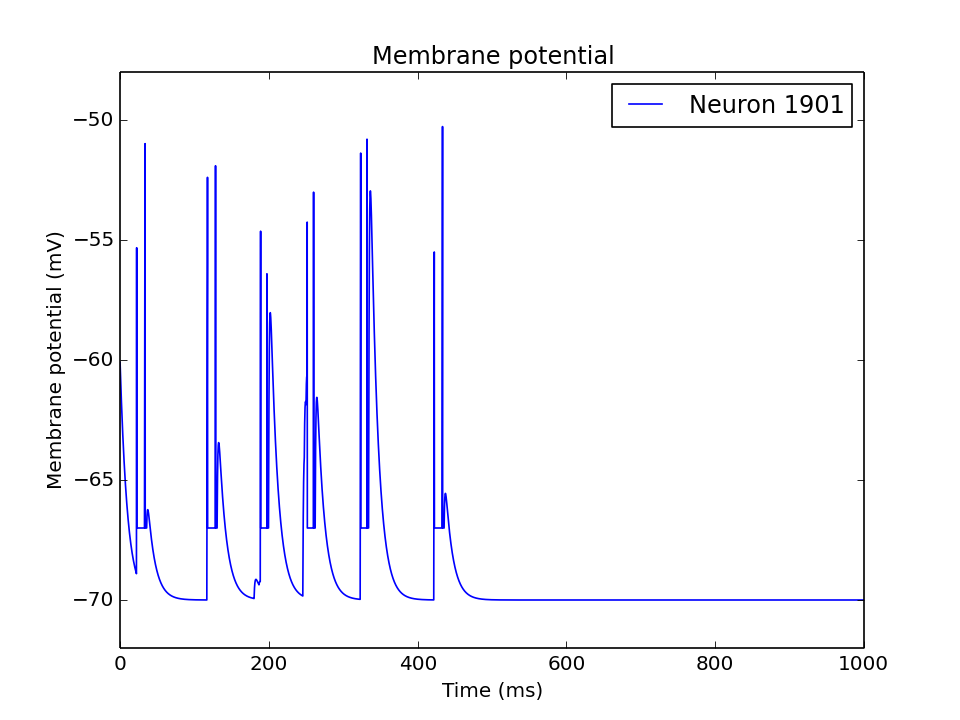 Membrane potential
Neuron 1901
Membrane potential (mV)
−50
−55
−60
−65
−70
0 200 400 600 800 1000
Time (ms)